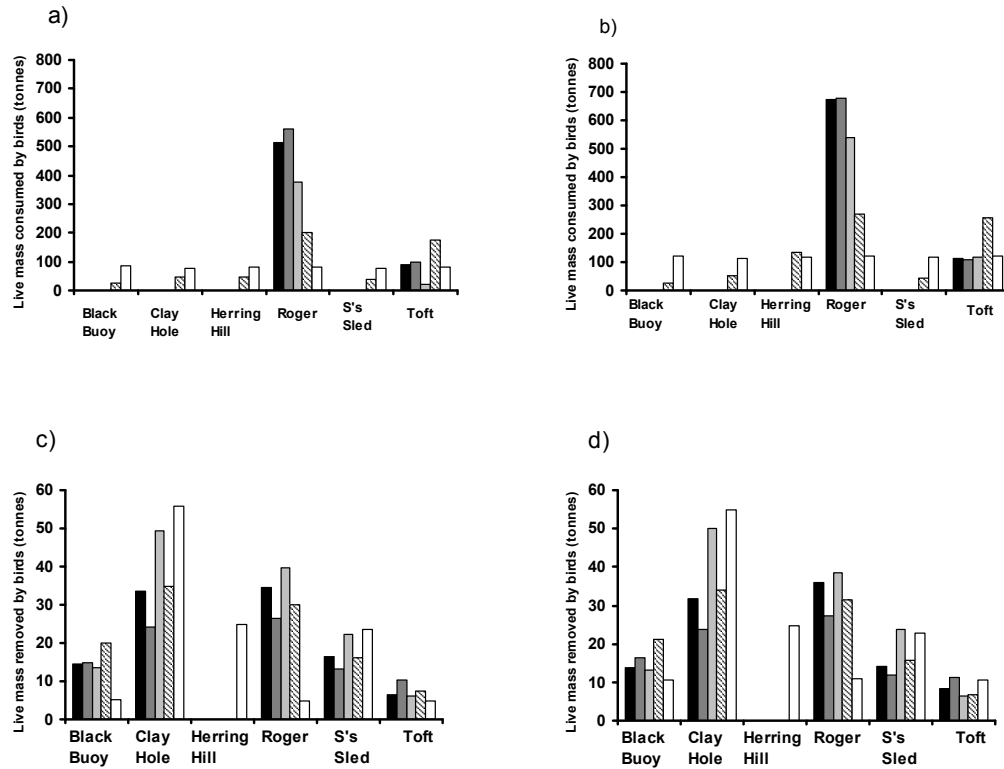 a)
Live mass consumed by birds (tonnes)
800
700
600
500
400
300
200
100
0
Black Buoy
Clay Hole
Herring Hill
Roger
S's Sled
Toft
b)
Live mass consumed by birds (tonnes)
800
700
600
500
400
300
200
100
0
Black Buoy
Clay Hole
Herring Hill
Roger
S's Sled
Toft
c)
Live mass removed by birds (tonnes)
60
50
40
30
20
10
0
Black Buoy
Clay Hole
Herring Hill
Roger
S's Sled
Toft
d)
Live mass removed by birds (tonnes)
60
50
40
30
20
10
0
Black Buoy
Clay Hole
Herring Hill
Roger
S's Sled
Toft